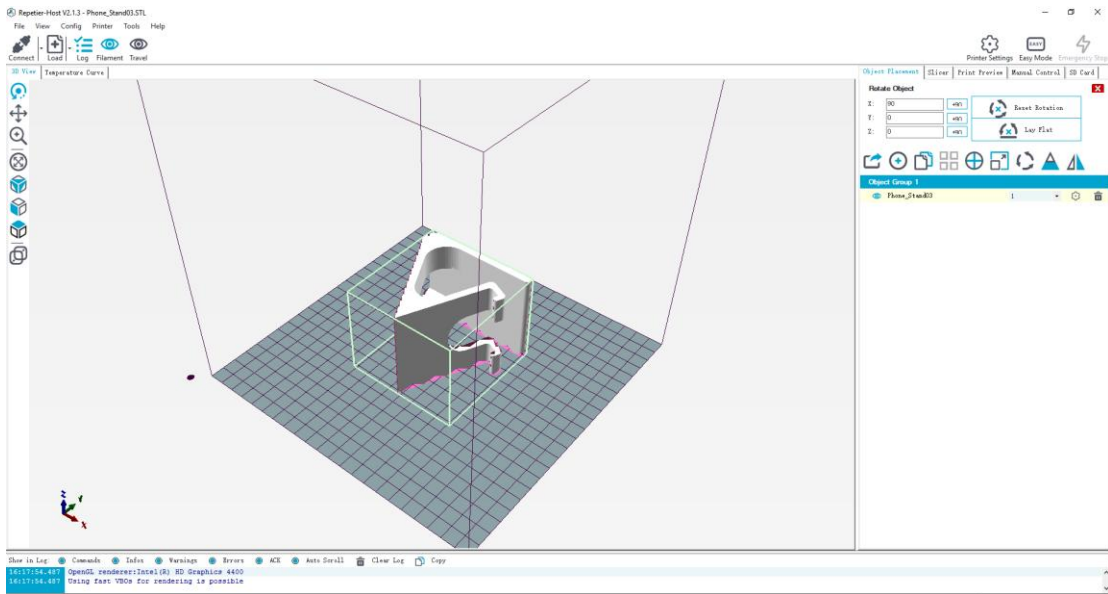 Repetier-Host V2.1.3 - Phone_Stand03.STL
File View Config Printer Tools Help
Connect Load Log Filament Travel
Printer Settings Easy Mode Emergency Stop
EASY
3D View Temperature Curve
Object Placement Slicer Print Preview Manual Control SD Card
Rotate Object
X: 90 +90 Reset Rotation
Y: 0 +90
Z: 0 +90 Lay Flat
Object Group 1
Phone_Stand03 1
Z
Y
X
Show in Log: Commands Infos Warnings Errors ACK Auto Scroll Clear Log Copy
16:17:54.487 OpenGL renderer:Intel(R) HD Graphics 4400
16:17:54.487 Using fast VBOs for rendering is possible